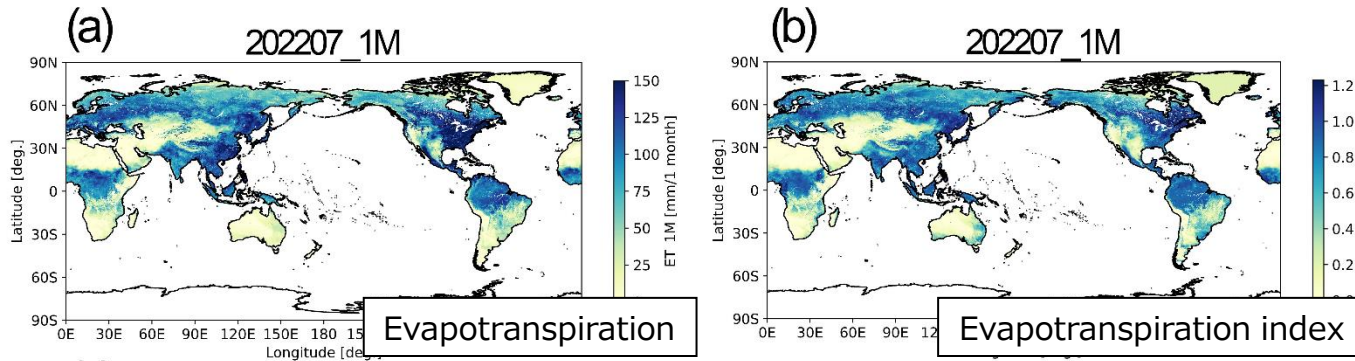 (a)
202207_1M
90N
60N
30N
0
30S
60S
90S
Latitude [deg.]
0E 30E 60E 90E 120E
Longitude [deg.]
150
125
100
75
50
25
ET 1M [mm/1 month]
Evapotranspiration
(b)
202207_1M
90N
60N
30N
0
30S
60S
90S
Latitude [deg.]
0E 30E 60E 90E 120E
1.2
1.0
0.8
0.6
0.4
0.2
0.0
Evapotranspiration index